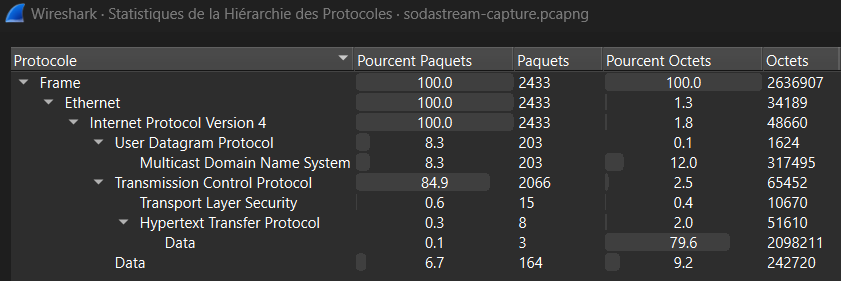 Wireshark · Statistiques de la Hiérarchie des Protocoles · sodastream-capture.pcapng
Protocole Pourcent Paquets Paquets Pourcent Octets Octets
Frame 100.0 2433 100.0 2636907
Ethernet 100.0 2433 1.3 34189
Internet Protocol Version 4 100.0 2433 1.8 48660
User Datagram Protocol 8.3 203 0.1 1624
Multicast Domain Name System 8.3 203 12.0 317495
Transmission Control Protocol 84.9 2066 2.5 65452
Transport Layer Security 0.6 15 0.4 10670
Hypertext Transfer Protocol 0.3 8 2.0 51610
Data 0.1 3 79.6 2098211
Data 6.7 164 9.2 242720